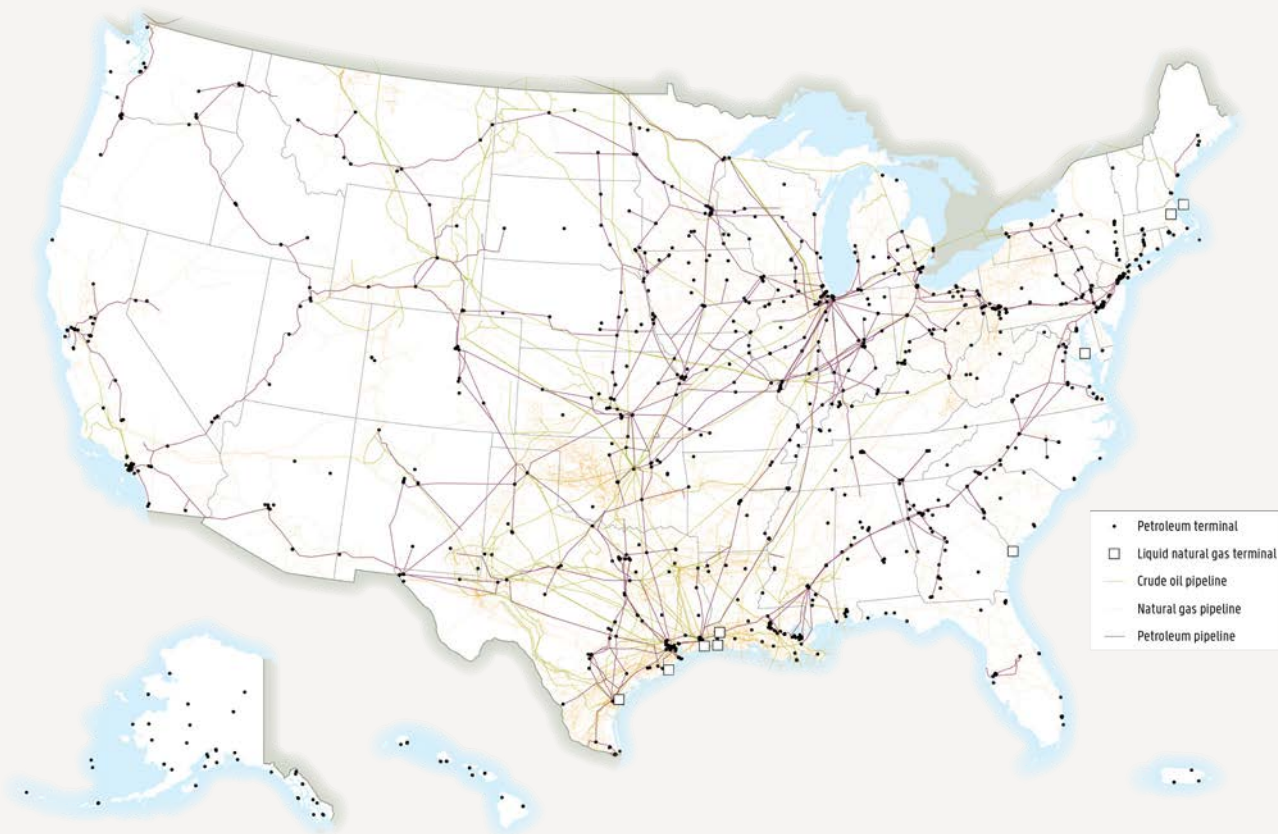 Petroleum terminal
Liquid natural gas terminal
Crude oil pipeline
Natural gas pipeline
Petroleum pipeline